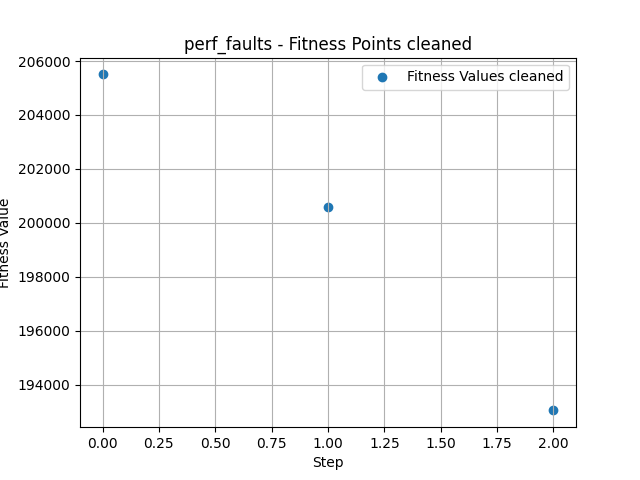 perf_faults - Fitness Points cleaned
Fitness Values cleaned
206000
204000
202000
200000
198000
196000
194000
Fitness Value
0.00 0.25 0.50 0.75 1.00 1.25 1.50 1.75 2.00
Step